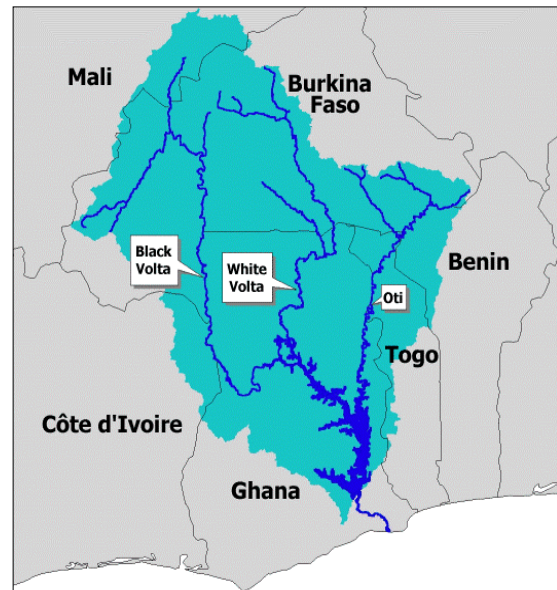 Mali
Burkina
Faso
Black
Volta
White
Volta
Benin
Oti
Togo
Côte d'Ivoire
Ghana